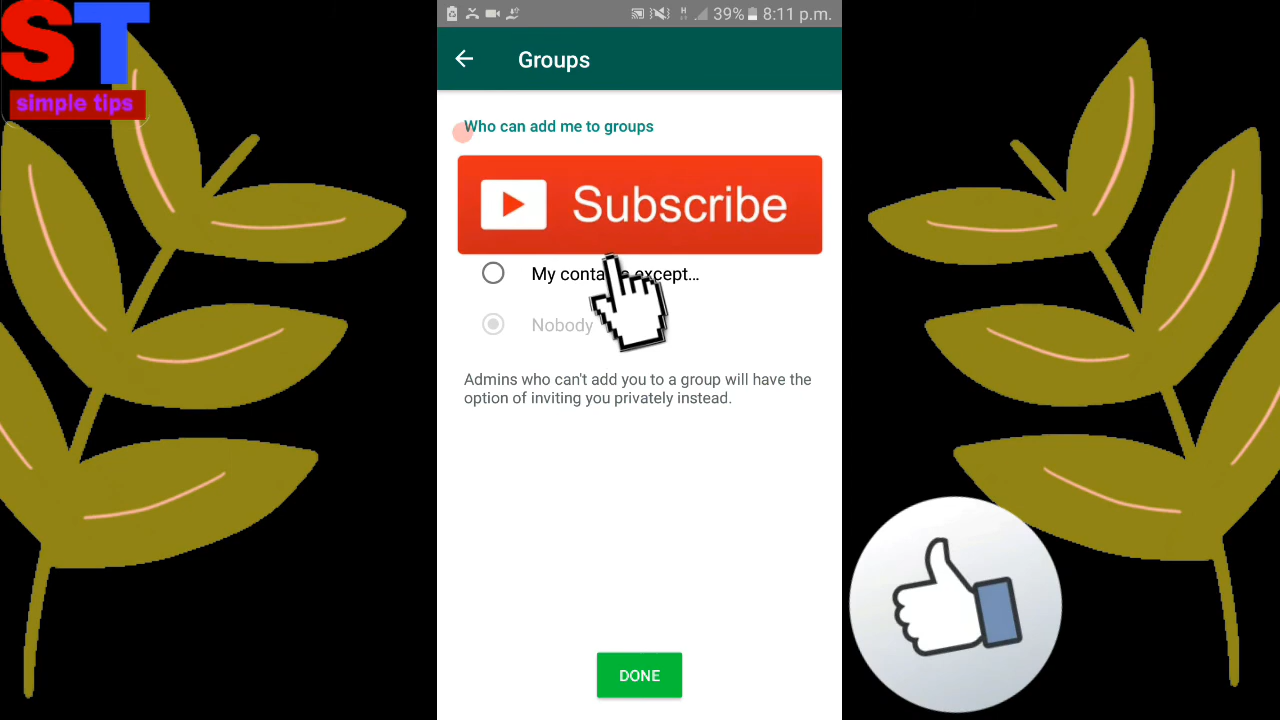 ST
simple tips
H 39% 8:11 p.m.
Groups
Who can add me to groups
Subscribe
My conta except...
Nobody
Admins who can't add you to a group will have the
option of inviting you privately instead.
DONE